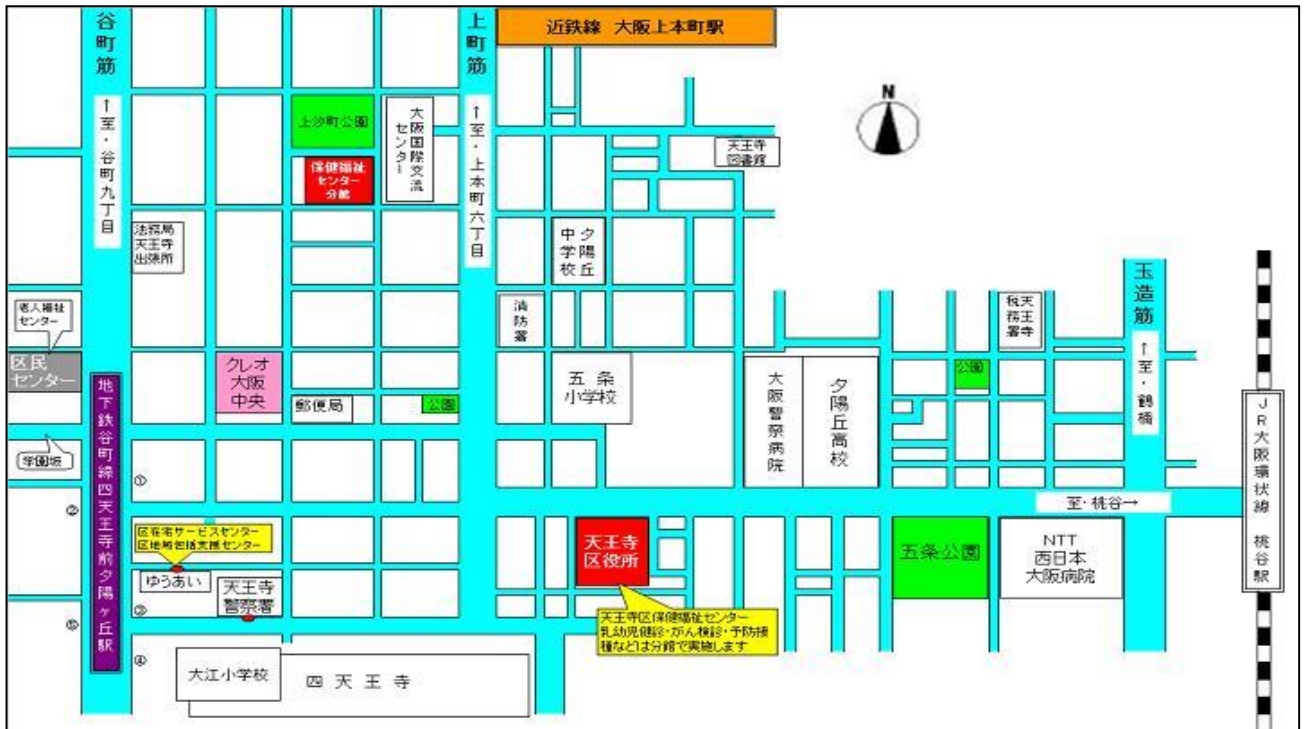 谷町筋
↑至・谷町九丁目
上町筋
↑至・上本町六丁目
近鉄線 大阪上本町駅
N
上汐町公園
保健福祉
センター
分館
大阪国際交流
センター
天王寺
図書館
法務局
天王寺
出張所
夕陽丘
中学校
老人福祉
センター
区民
センター
クレオ
大阪
中央
郵便局
公園
消防署
五条
小学校
大阪警察病院
夕陽丘高校
天王寺
税務署
公園
玉造筋
↑至・鶴橋
JR大阪環状線 桃谷駅
学園坂
地下鉄谷町線四天王寺前夕陽ヶ丘駅
①
②
③
④
⑤
至・桃谷→
区在宅サービスセンター
区地域包括支援センター
ゆうあい
天王寺
警察署
天王寺
区役所
天王寺区保健福祉センター
乳幼児健診・がん検診・予防接
種などは分館で実施します
五条公園
NTT
西日本
大阪病院
大江小学校
四天王寺